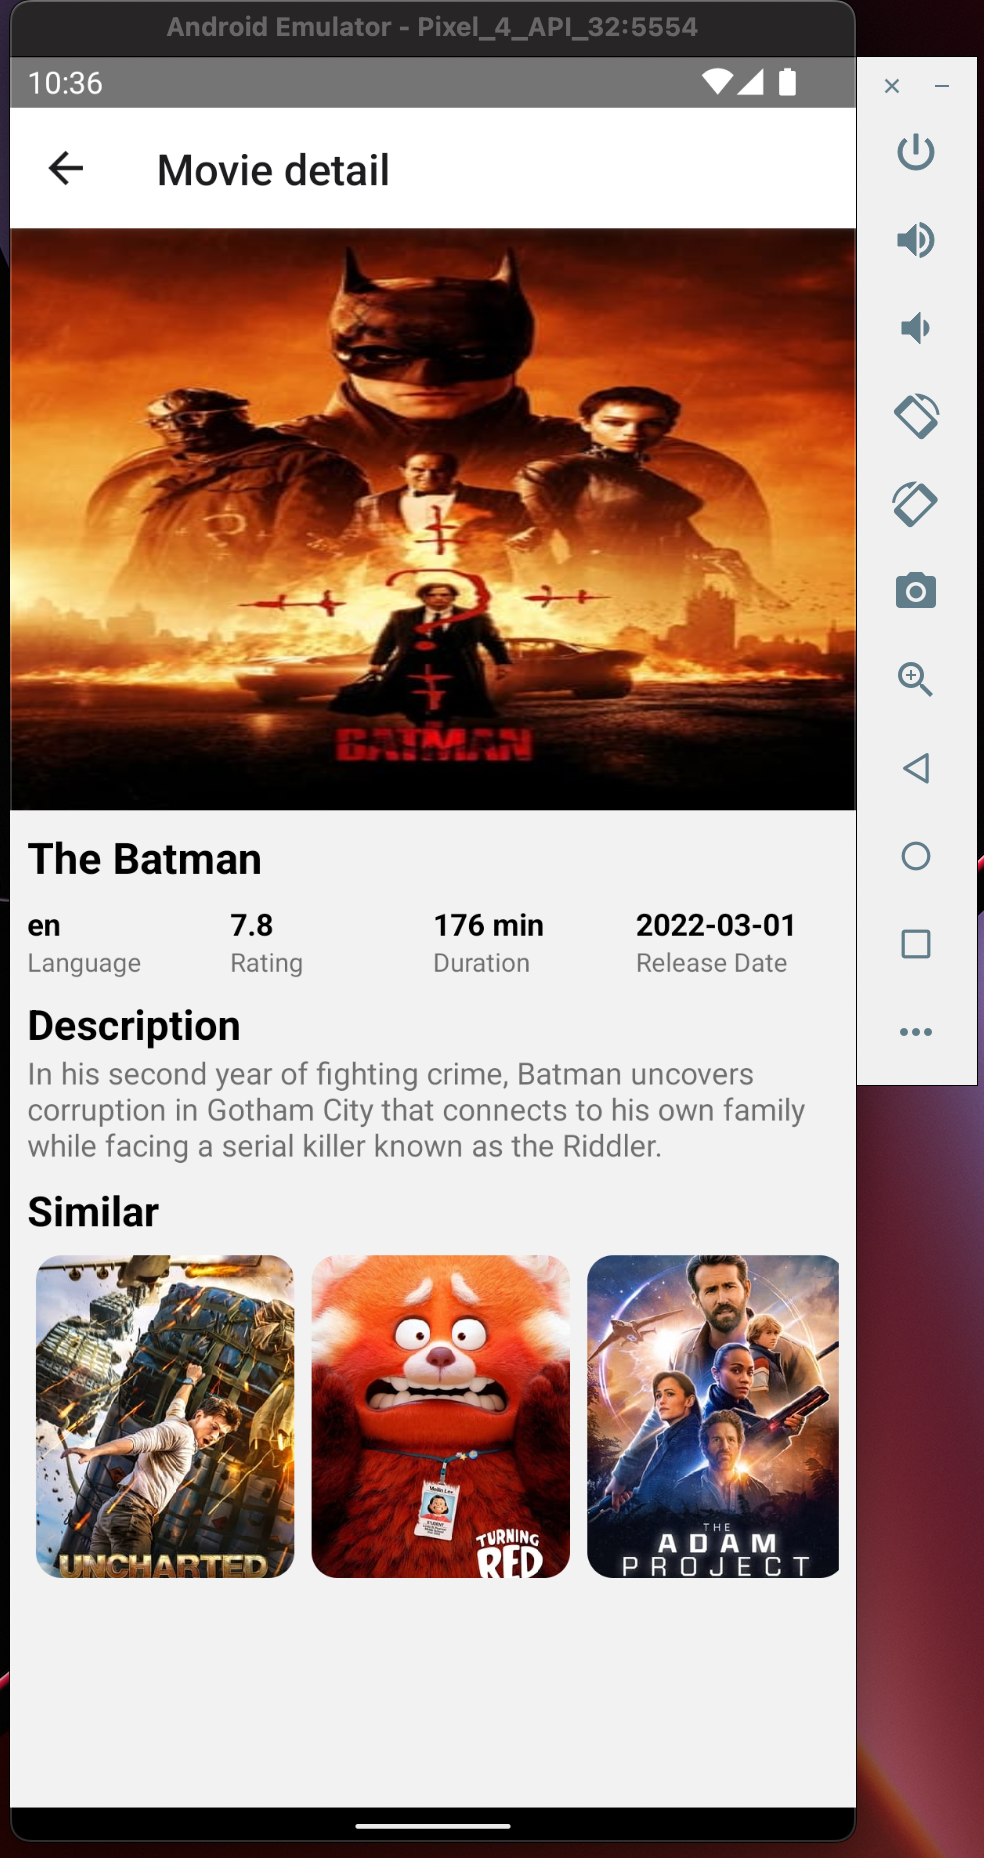 Android Emulator - Pixel_4_API_32:5554
10:36
Movie detail
BATMAN
The Batman
en 7.8 176 min 2022-03-01
Language Rating Duration Release Date
Description
In his second year of fighting crime, Batman uncovers
corruption in Gotham City that connects to his own family
while facing a serial killer known as the Riddler.
Similar
UNCHARTED
Meilin Lee
STUDENT
TURNING
RED
THE
ADAM
PROJECT